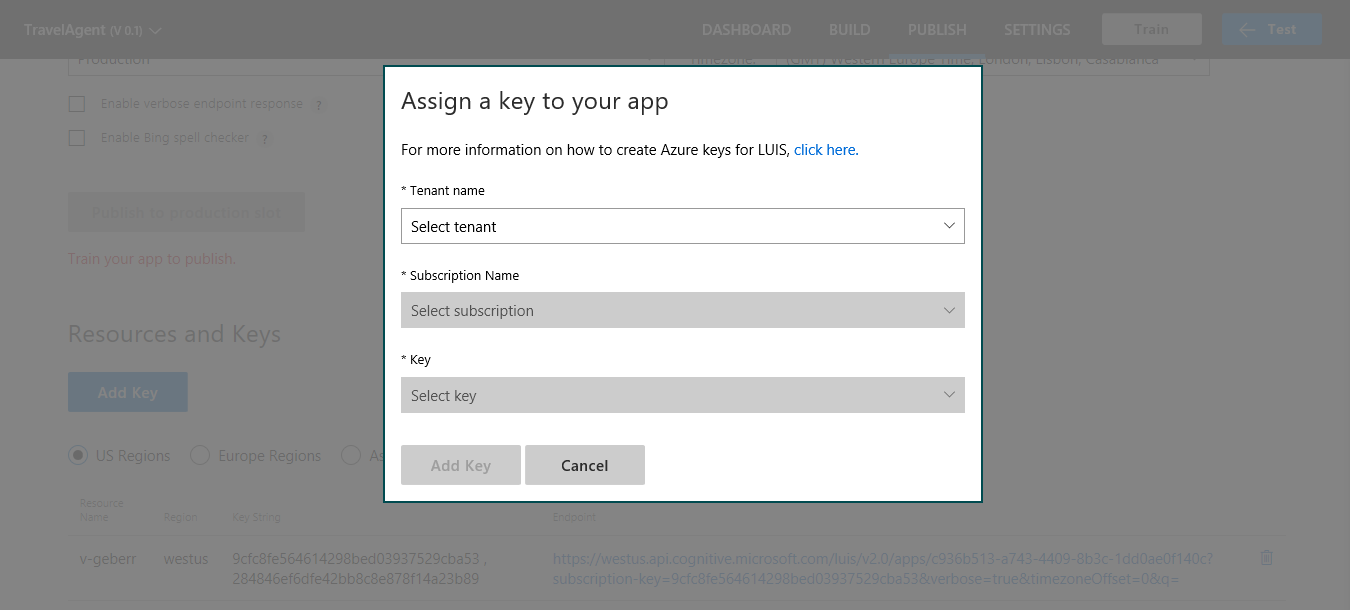 TravelAgent (V 0.1)
DASHBOARD BUILD PUBLISH SETTINGS Train Test
Production Timezone: (GMT) Western Europe Time, London, Lisbon, Casablanca
Enable verbose endpoint response ?
Enable Bing spell checker ?
Publish to production slot
Train your app to publish.
Resources and Keys
Add Key
US Regions Europe Regions
Assign a key to your app
For more information on how to create Azure keys for LUIS, click here.
* Tenant name
Select tenant
* Subscription Name
Select subscription
* Key
Select key
Add Key Cancel
Resource
Name Region Key String Endpoint
v-geberr westus 9cfc8fe564614298bed03937529cba53 , https://westus.api.cognitive.microsoft.com/luis/v2.0/apps/c936b513-a743-4409-8b3c-1dd0ae0f140c?
284846ef6dfe42bb8c8e878f14a23b89 subscription-key=9cfc8fe564614298bed03937529cba53&verbose=true&timezoneOffset=0&q=